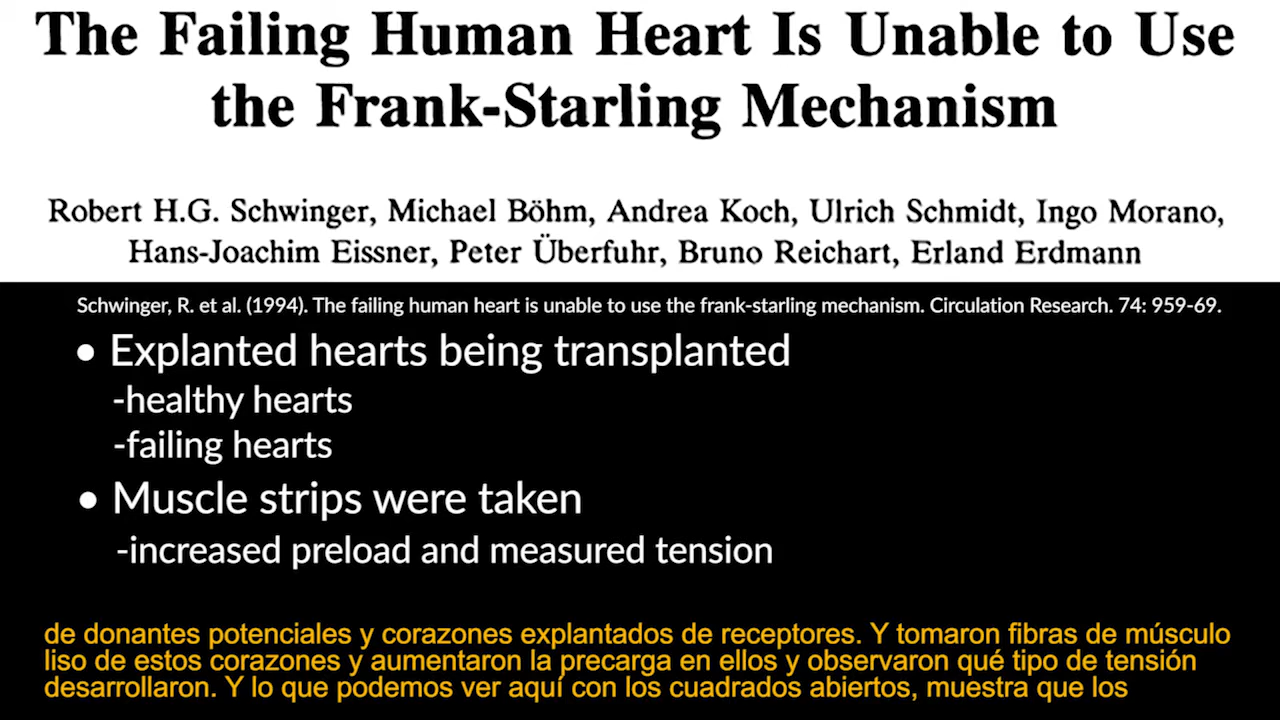 The Failing Human Heart Is Unable to Use
the Frank-Starling Mechanism
Robert H.G. Schwinger, Michael Böhm, Andrea Koch, Ulrich Schmidt, Ingo Morano,
Hans-Joachim Eissner, Peter Überfuhr, Bruno Reichart, Erland Erdmann
Schwinger, R. et al. (1994). The failing human heart is unable to use the frank-starling mechanism. Circulation Research. 74: 959-69.
• Explanted hearts being transplanted
-healthy hearts
-failing hearts
• Muscle strips were taken
-increased preload and measured tension
de donantes potenciales y corazones explantados de receptores. Y tomaron fibras de músculo
liso de estos corazones y aumentaron la precarga en ellos y observaron qué tipo de tensión
desarrollaron. Y lo que podemos ver aquí con los cuadrados abiertos, muestra que los